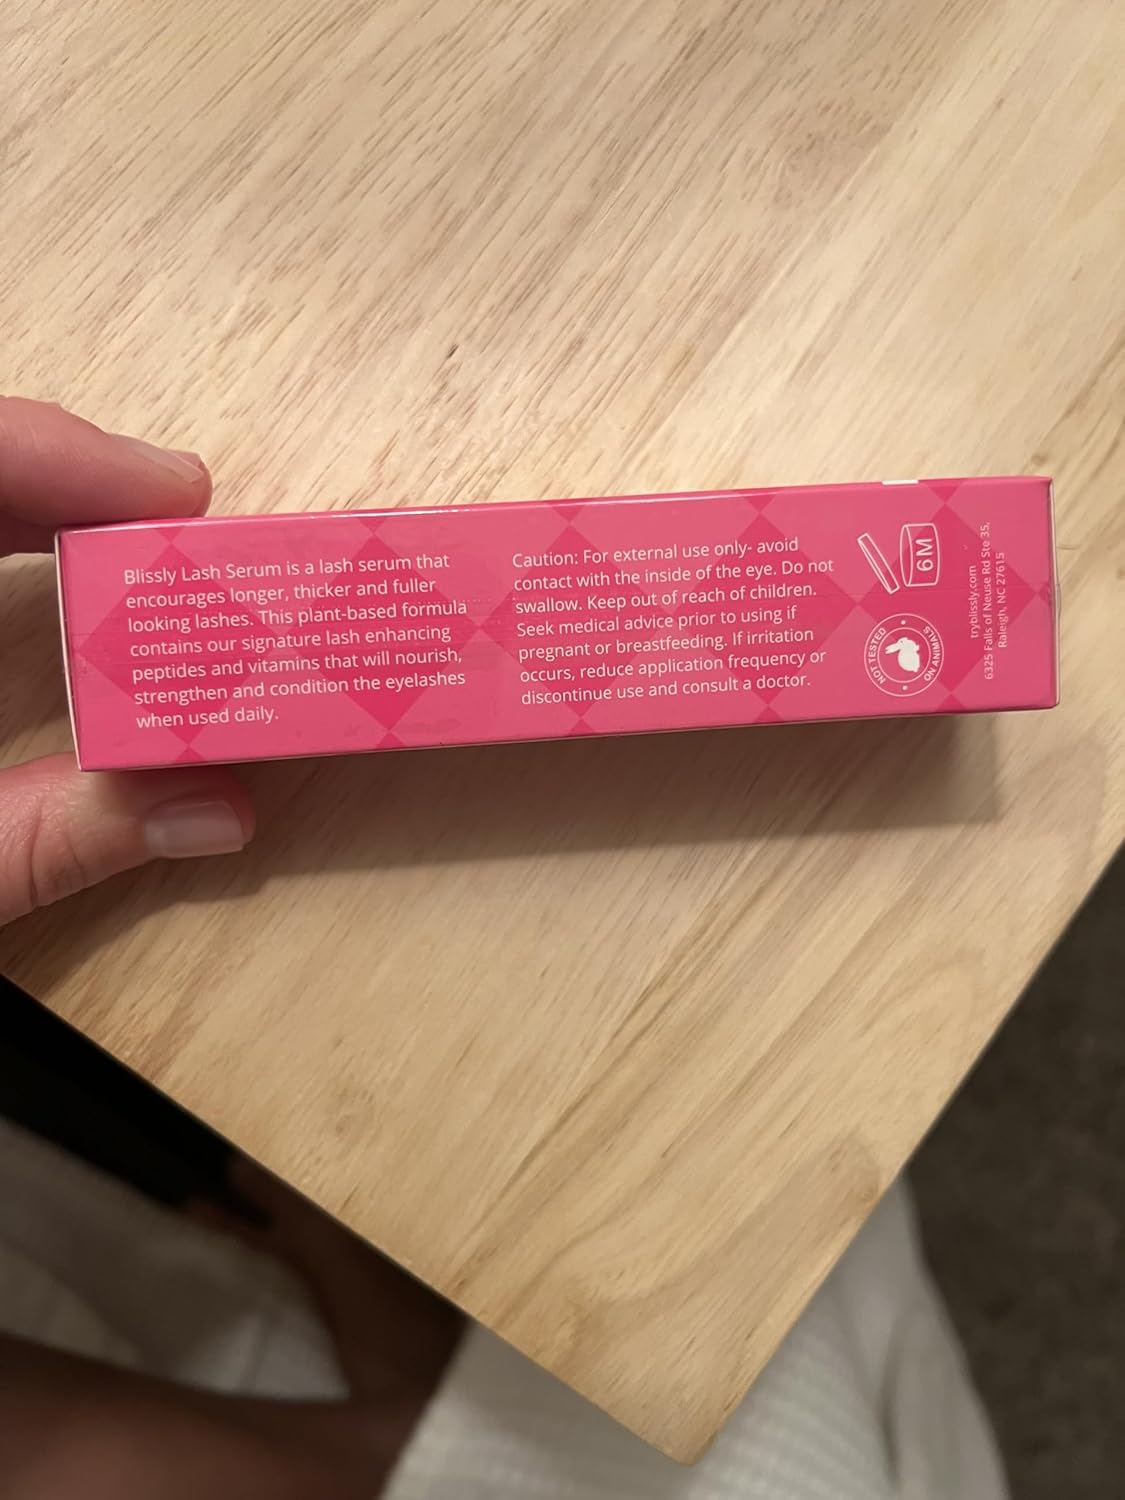 Blissly Lash Serum is a lash serum that
encourages longer, thicker and fuller
looking lashes. This plant-based formula
contains our signature lash enhancing
peptides and vitamins that will nourish,
strengthen and condition the eyelashes
when used daily.
Caution: For external use only- avoid
contact with the inside of the eye. Do not
swallow. Keep out of reach of children.
Seek medical advice prior to using if
pregnant or breastfeeding. If irritation
occurs, reduce application frequency or
discontinue use and consult a doctor.
6M
NOT TESTED
ON ANIMALS
tryblissly.com
6325 Falls of Neuse Rd Ste 35,
Raleigh, NC 27615